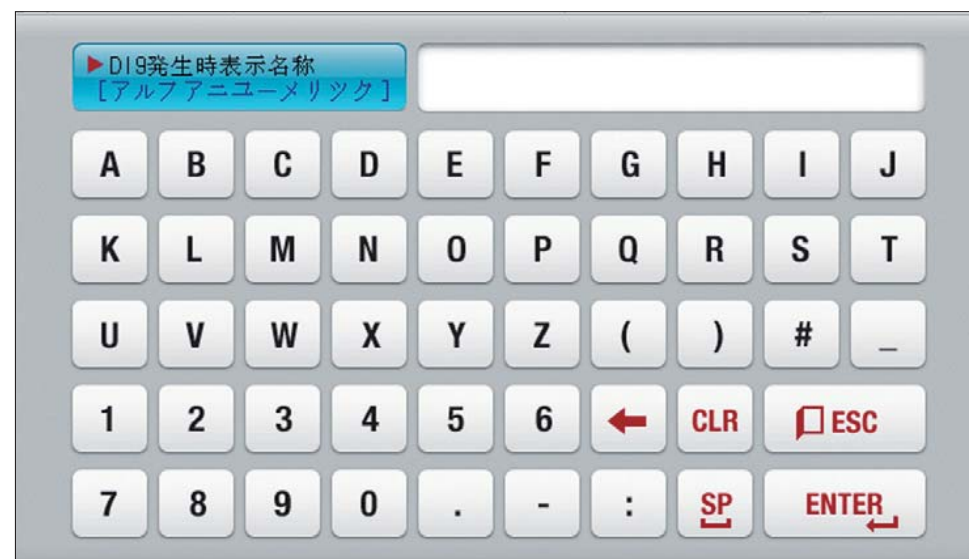 ▶DI9発生時表示名称
[アルファニューメリック]
A B C D E F G H I J
K L M N O P Q R S T
U V W X Y Z ( ) # _
1 2 3 4 5 6 ← CLR ESC
7 8 9 0 . - : SP ENTER